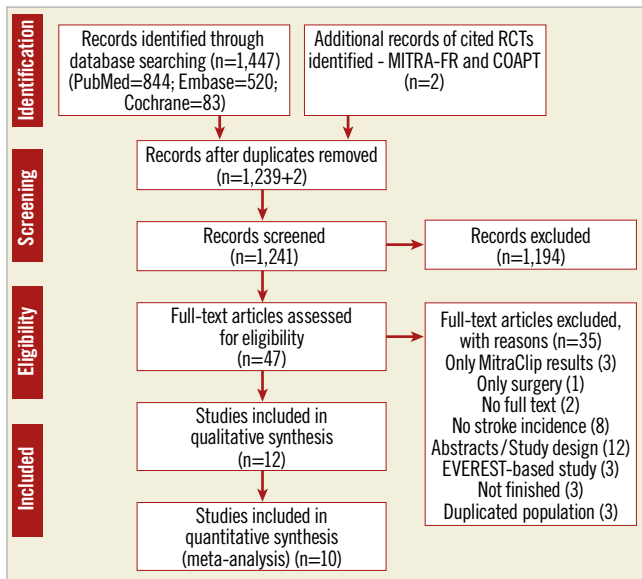 Identification
Records identified through
database searching (n=1,447)
(PubMed=844; Embase=520;
Cochrane=83)
Additional records of cited RCTs
identified - MITRA-FR and COAPT
(n=2)
Screening
Records after duplicates removed
(n=1,239+2)
Records screened
(n=1,241)
Records excluded
(n=1,194)
Eligibility
Full-text articles assessed
for eligibility
(n=47)
Full-text articles excluded,
with reasons (n=35)
Only MitraClip results (3)
Only surgery (1)
No full text (2)
No stroke incidence (8)
Abstracts/Study design (12)
EVEREST-based study (3)
Not finished (3)
Duplicated population (3)
Included
Studies included in
qualitative synthesis
(n=12)
Studies included in
quantitative synthesis
(meta-analysis) (n=10)